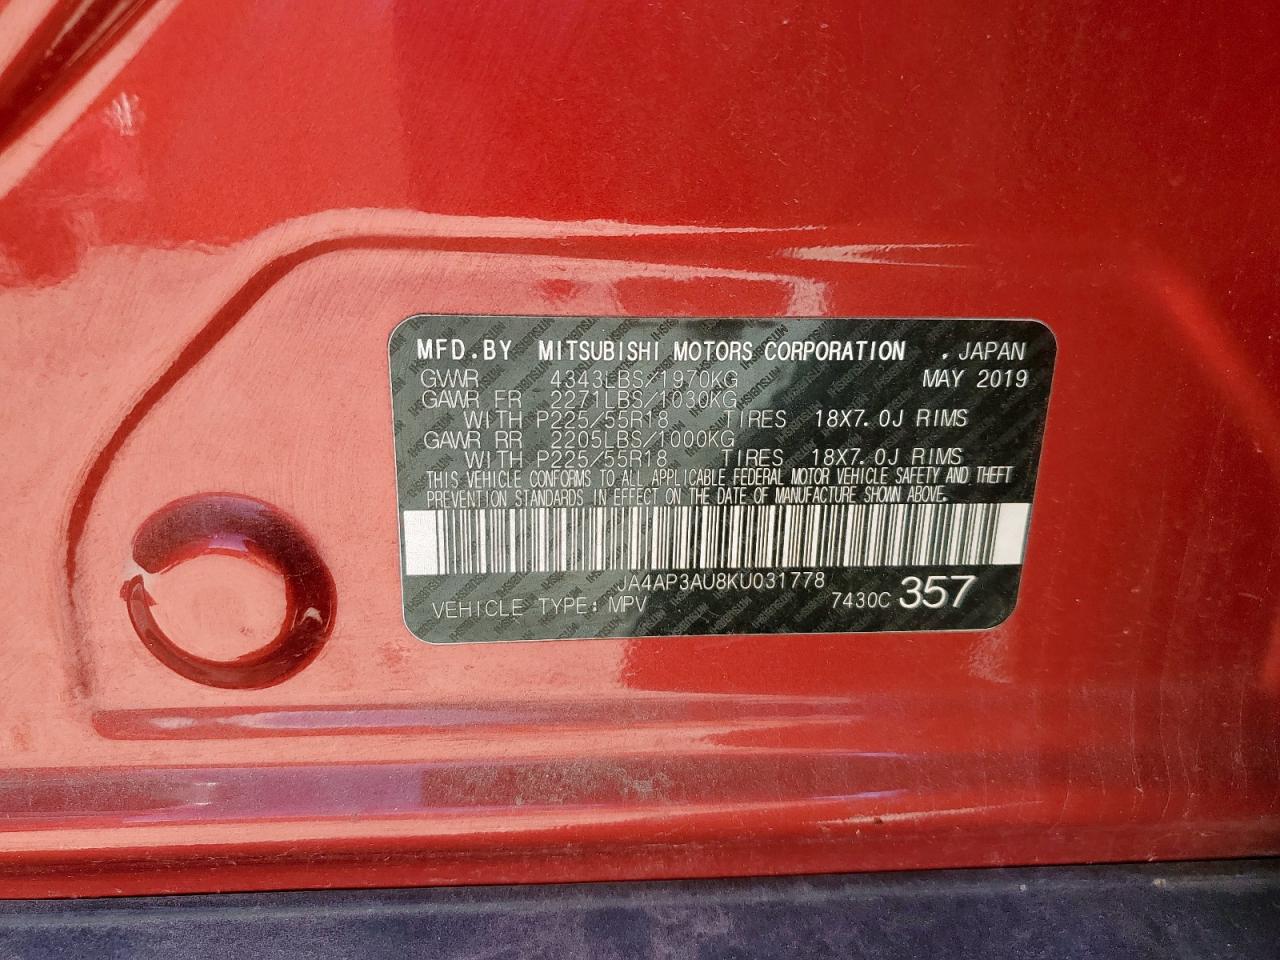 MFD.BY MITSUBISHI MOTORS CORPORATION . JAPAN
GVWR 4343LBS/1970KG MAY 2019
GAWR FR 2271LBS/1030KG
WITH P225/55R18 TIRES 18X7.0J RIMS
GAWR RR 2205LBS/1000KG
WITH P225/55R18 TIRES 18X7.0J RIMS
THIS VEHICLE CONFORMS TO ALL APPLICABLE FEDERAL MOTOR VEHICLE SAFETY AND THEFT
PREVENTION STANDARDS IN EFFECT ON THE DATE OF MANUFACTURE SHOWN ABOVE.
JA4AP3AU8KU031778
VEHICLE TYPE: MPV 7430C 357